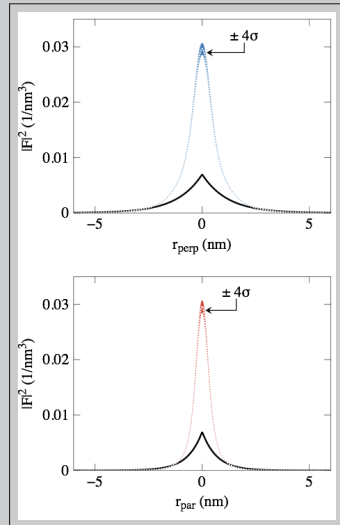 0.03
± 4σ
0.02
|F|² (1/nm³)
0.01
0
−5
0
5
r_perp (nm)
0.03
± 4σ
0.02
|F|² (1/nm³)
0.01
0
−5
0
5
r_par (nm)